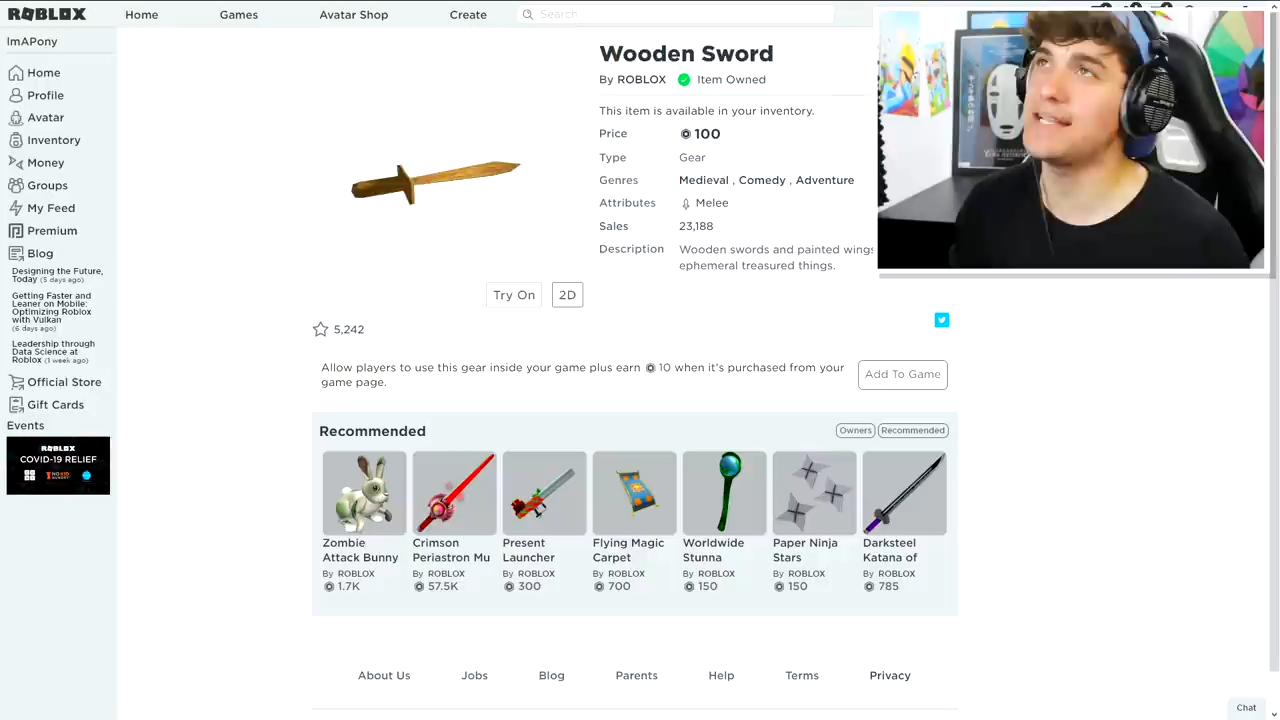 ROBLOX
Home
Games
Avatar Shop
Create
Search
ImAPony
Home
Profile
Avatar
Inventory
Money
Groups
My Feed
Premium
Blog
Designing the Future,
Today (5 days ago)
Getting Faster and
Leaner on Mobile:
Optimizing Roblox
with Vulkan
(6 days ago)
Leadership through
Data Science at
Roblox (1 week ago)
Official Store
Gift Cards
Events
ROBLOX
COVID-19 RELIEF
NO KID
HUNGRY
Wooden Sword
By ROBLOX Item Owned
This item is available in your inventory.
Price 100
Type Gear
Genres Medieval , Comedy , Adventure
Attributes Melee
Sales 23,188
Description Wooden swords and painted wings
ephemeral treasured things.
Try On
2D
5,242
Allow players to use this gear inside your game plus earn 10 when it's purchased from your
game page.
Add To Game
Recommended
Owners
Recommended
Zombie
Attack Bunny
By ROBLOX
1.7K
Crimson
Periastron Mu
By ROBLOX
57.5K
Present
Launcher
By ROBLOX
300
Flying Magic
Carpet
By ROBLOX
700
Worldwide
Stunna
By ROBLOX
150
Paper Ninja
Stars
By ROBLOX
150
Darksteel
Katana of
By ROBLOX
785
About Us
Jobs
Blog
Parents
Help
Terms
Privacy
Chat